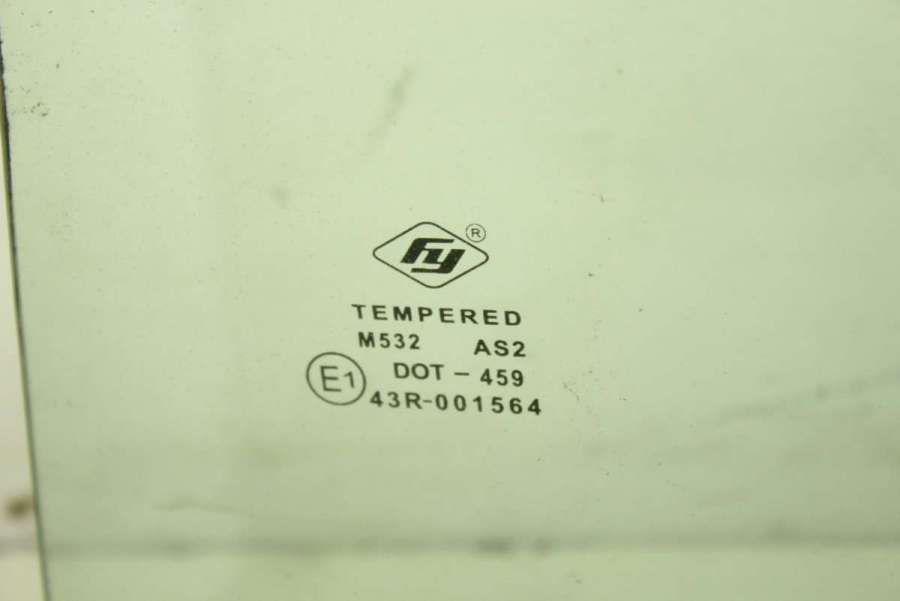 fy ®
TEMPERED
M532 AS2
DOT – 459
E1
43R-001564